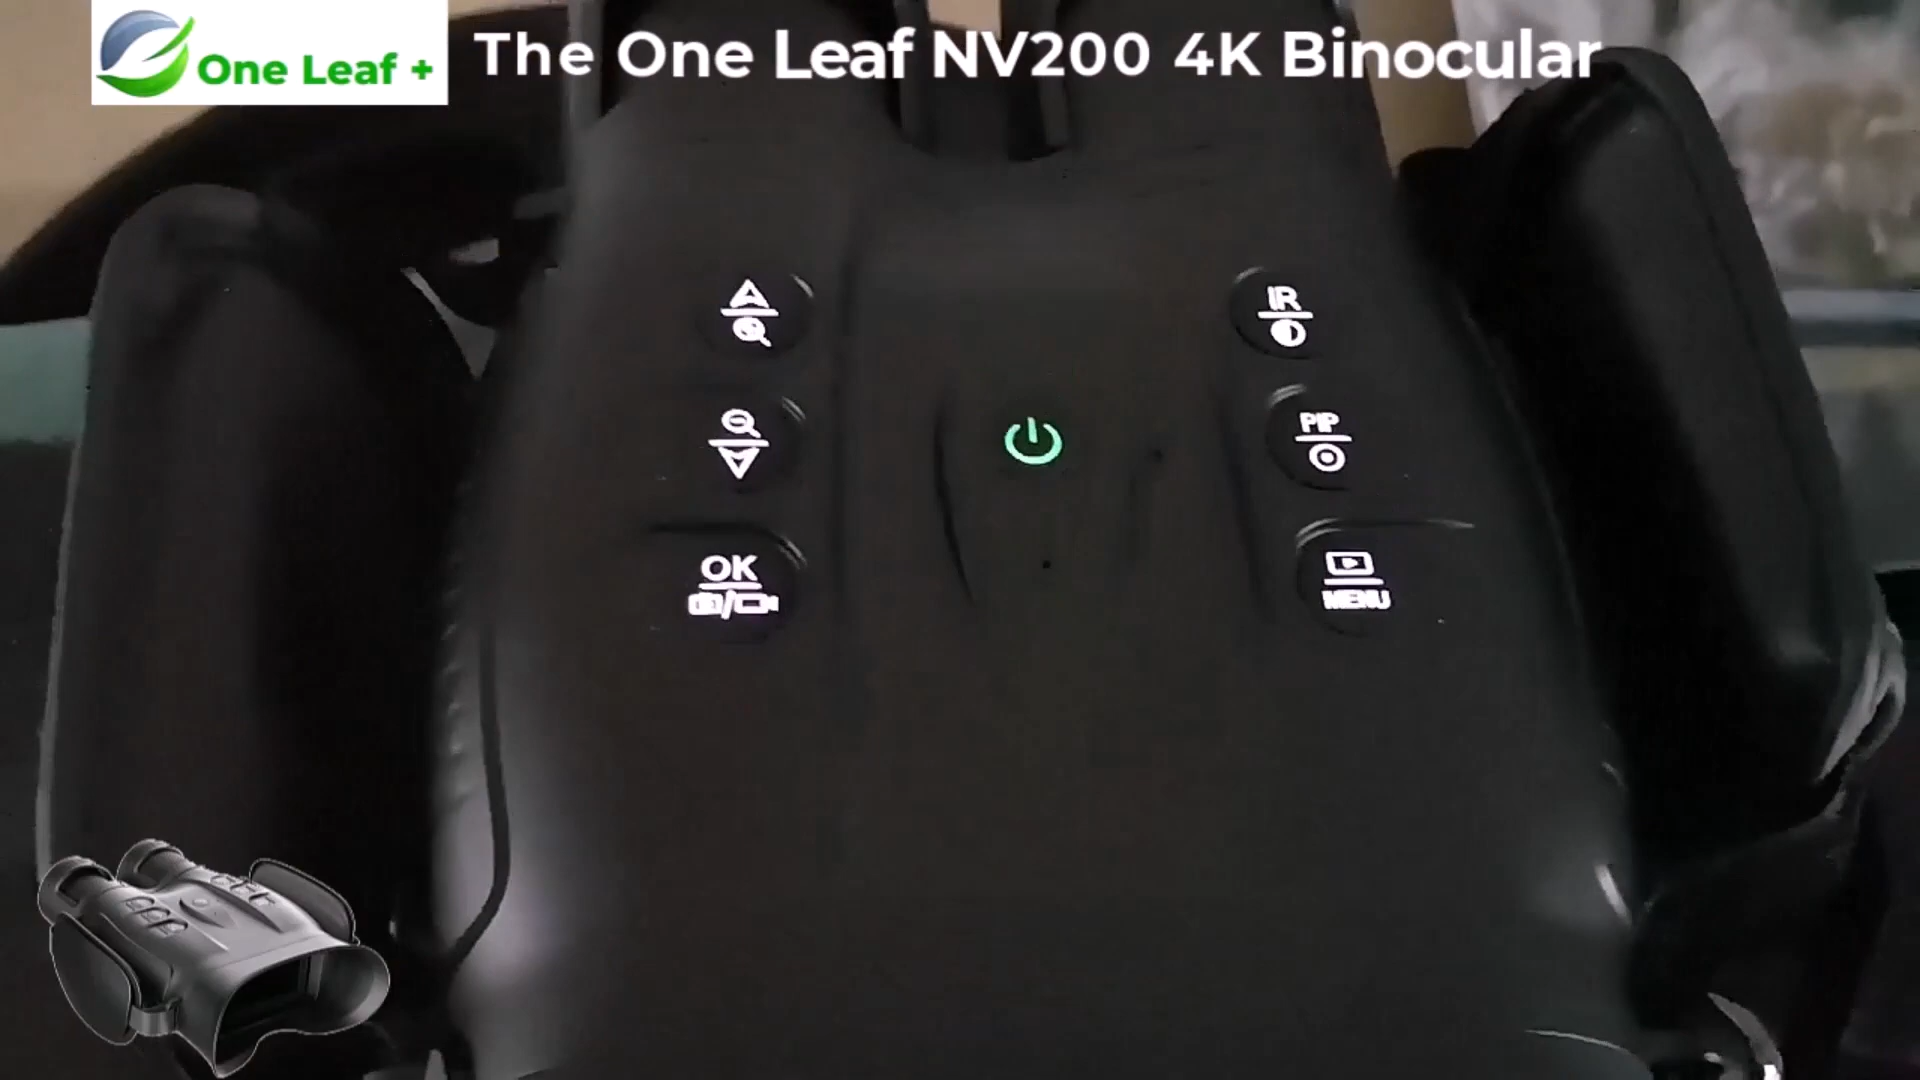 One Leaf +
The One Leaf NV200 4K Binocular
IR
PIP
OK
MENU